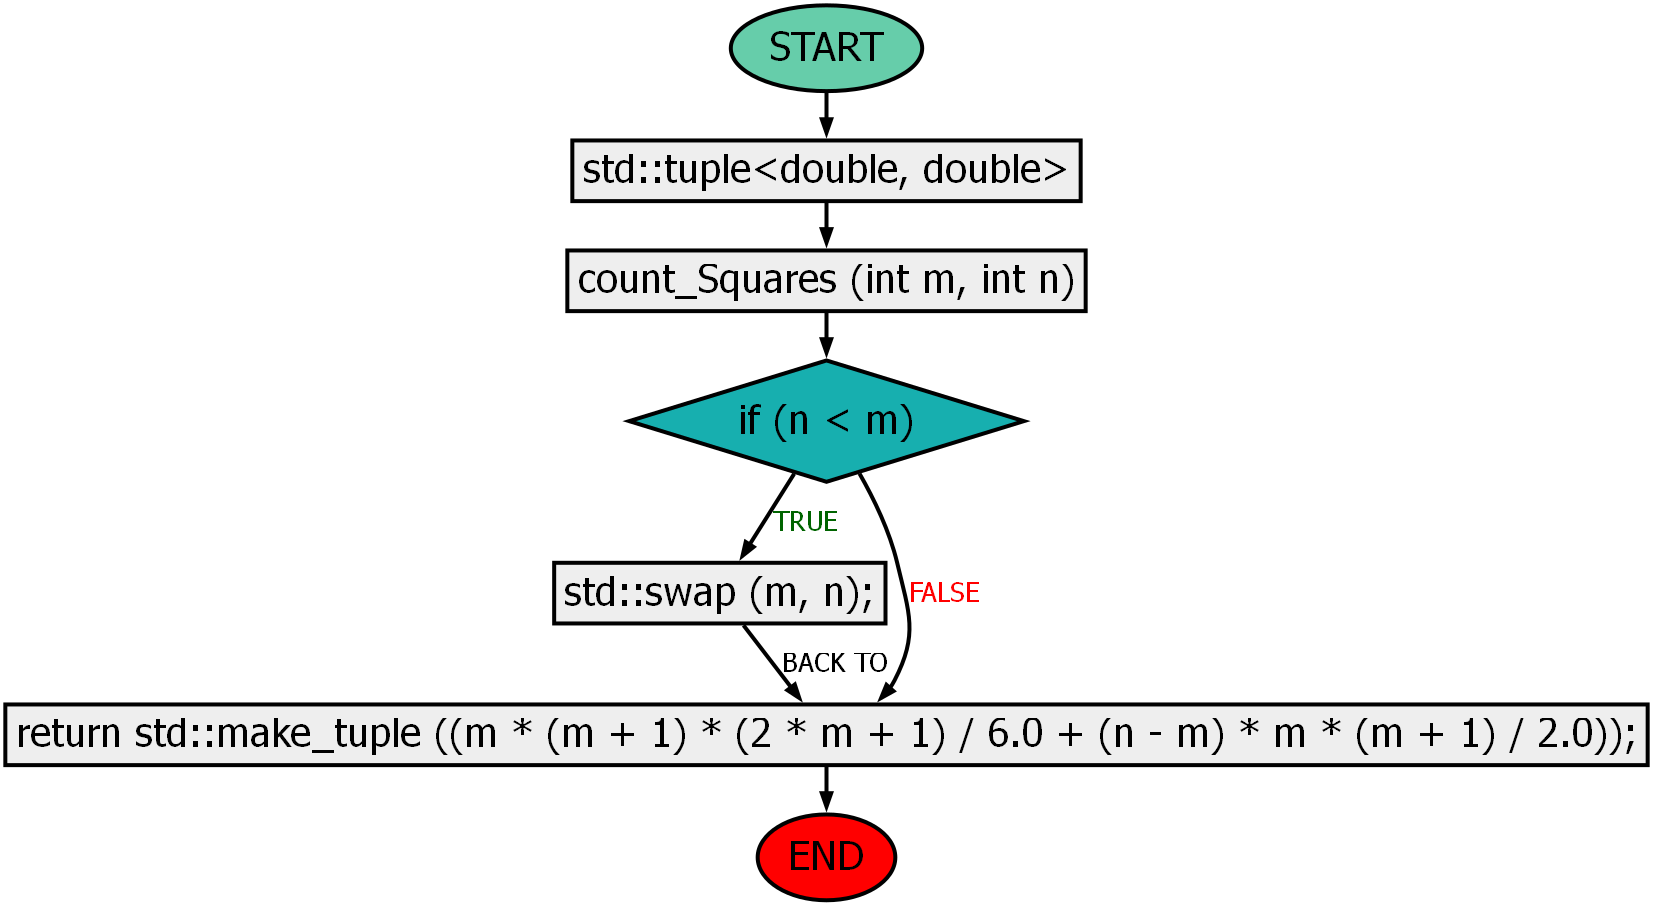 START
std::tuple<double, double>
count_Squares (int m, int n)
if (n < m)
TRUE
std::swap (m, n);
FALSE
BACK TO
return std::make_tuple ((m * (m + 1) * (2 * m + 1) / 6.0 + (n - m) * m * (m + 1) / 2.0));
END